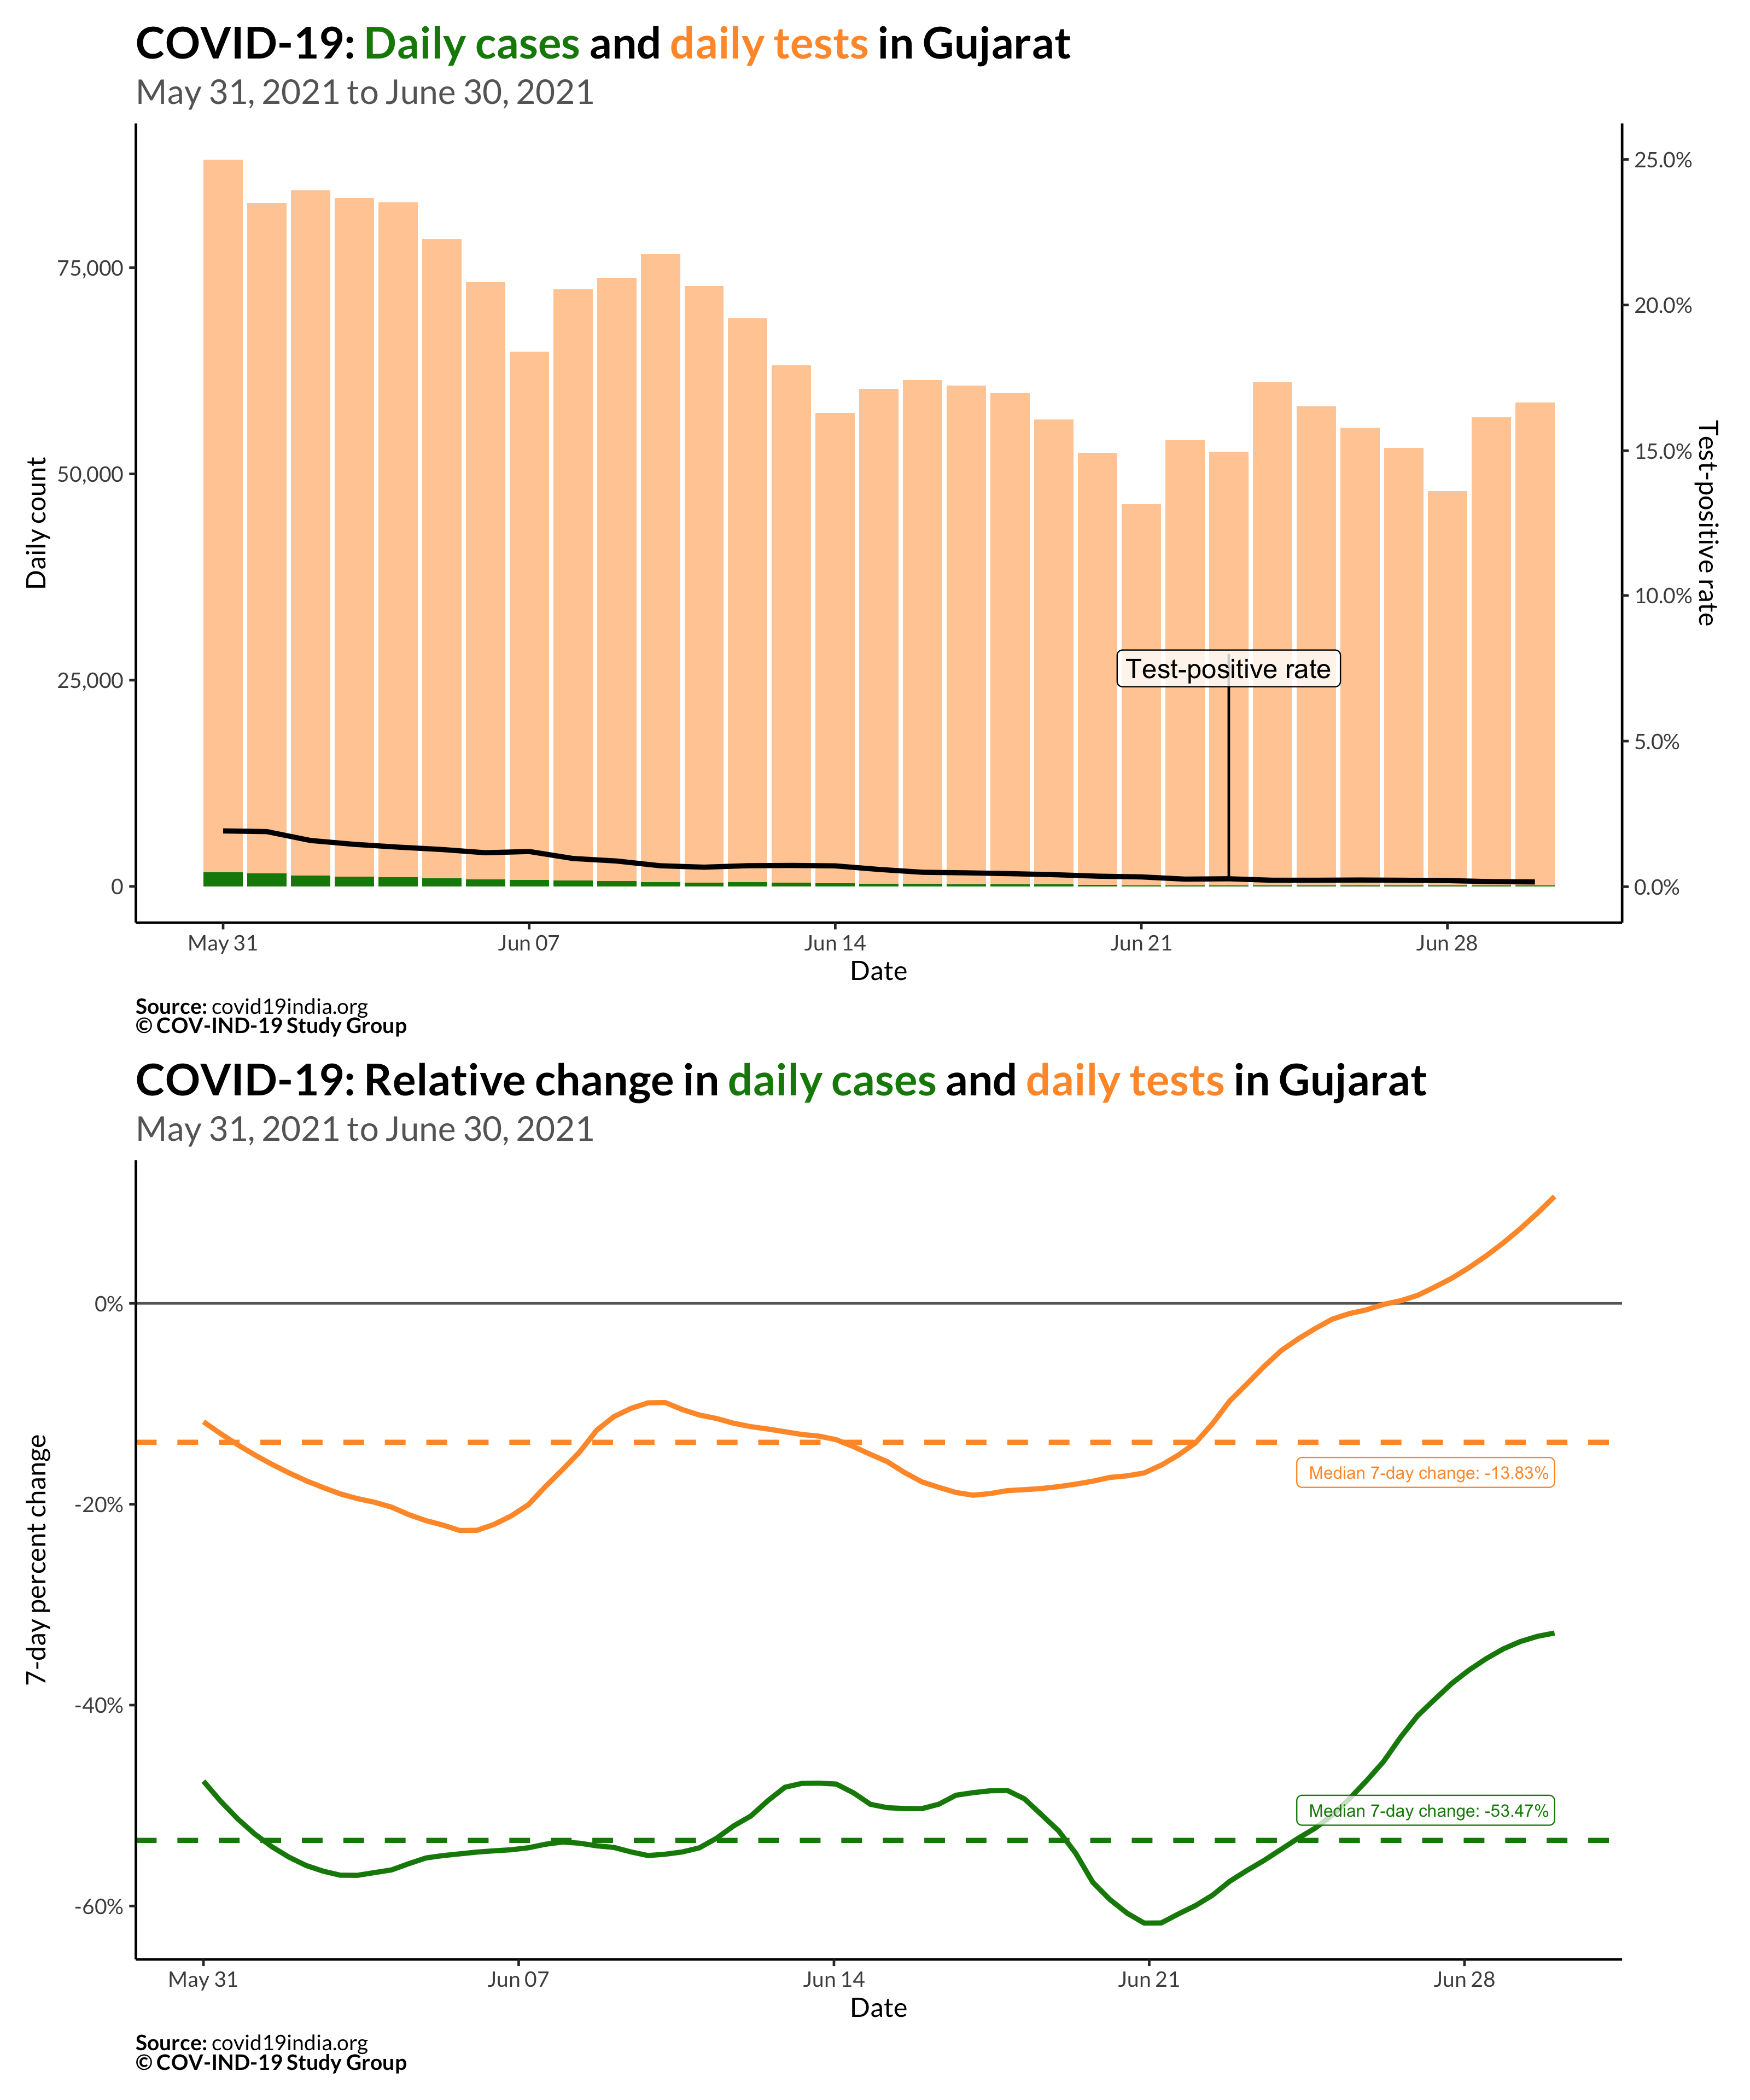 COVID-19: Daily cases and daily tests in Gujarat
May 31, 2021 to June 30, 2021
Daily count
75,000
50,000
25,000
0
25.0%
20.0%
15.0%
10.0%
5.0%
0.0%
Test-positive rate
Test-positive rate
May 31
Jun 07
Jun 14
Jun 21
Jun 28
Date
Source: covid19india.org
© COV-IND-19 Study Group
COVID-19: Relative change in daily cases and daily tests in Gujarat
May 31, 2021 to June 30, 2021
7-day percent change
0%
-20%
-40%
-60%
Median 7-day change: -13.83%
Median 7-day change: -53.47%
May 31
Jun 07
Jun 14
Jun 21
Jun 28
Date
Source: covid19india.org
© COV-IND-19 Study Group